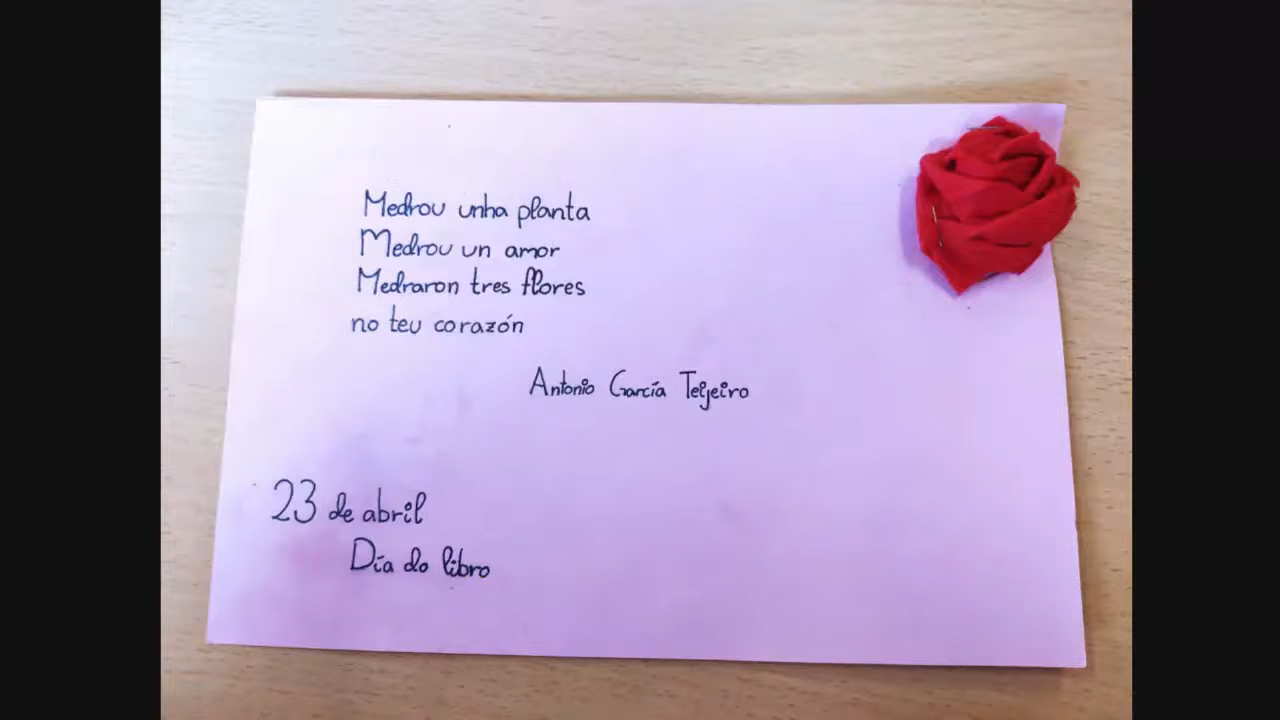 Medrou unha planta
Medrou un amor
Medraron tres flores
no teu corazón
Antonio García Teijeiro
23 de abril
Día do libro